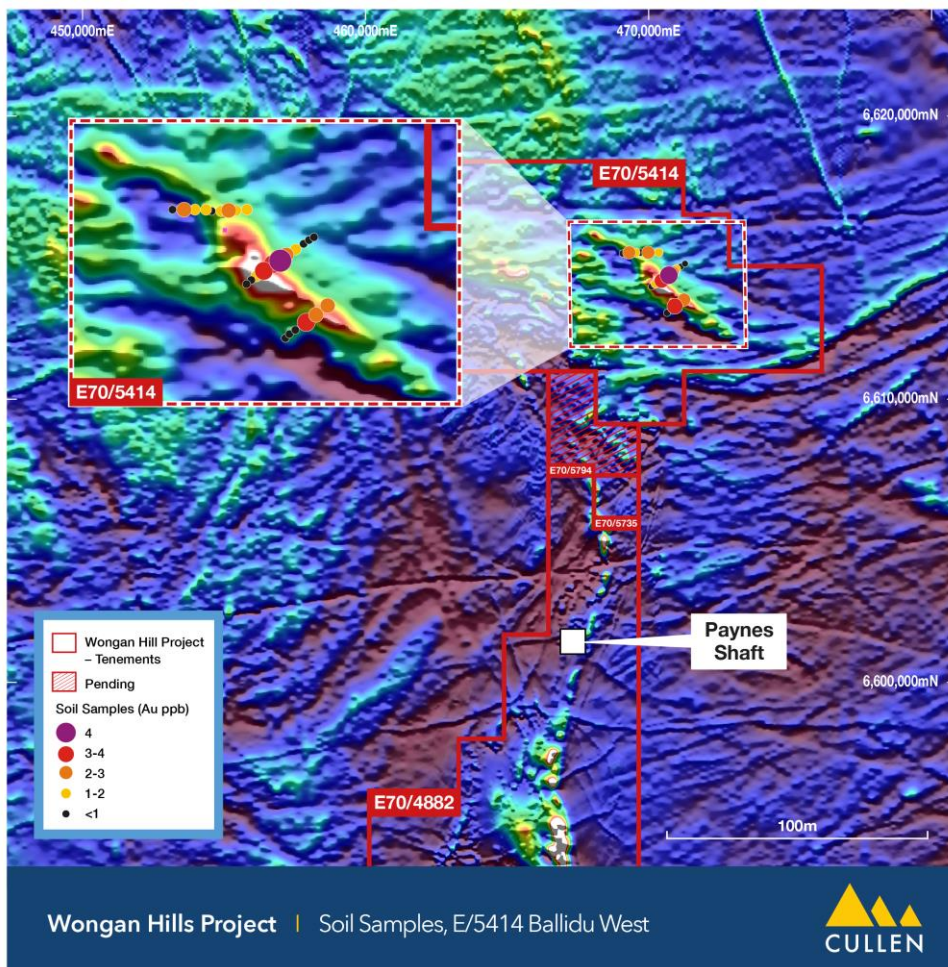 450,000mE
460,000mE
470,000mE
6,620,000mN
E70/5414
E70/5414
6,610,000mN
E70/5794
E70/5735
Paynes
Shaft
6,600,000mN
Wongan Hill Project
– Tenements
Pending
Soil Samples (Au ppb)
4
3-4
2-3
1-2
<1
E70/4882
100m
Wongan Hills Project | Soil Samples, E/5414 Ballidu West
CULLEN